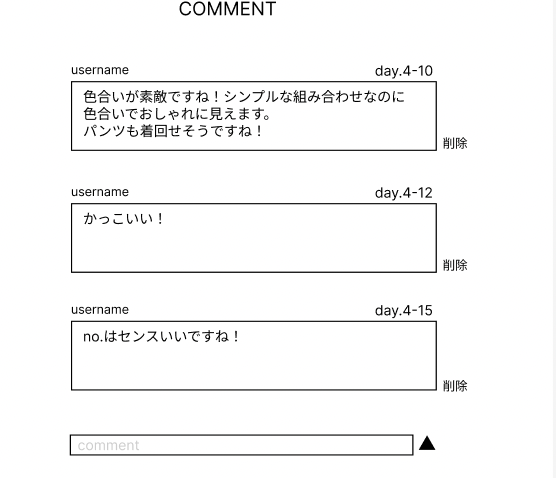 COMMENT
username day.4-10
色合いが素敵ですね！シンプルな組み合わせなのに
色合いでおしゃれに見えます。
パンツも着回せそうですね！
削除
username day.4-12
かっこいい！
削除
username day.4-15
no.はセンスいいですね！
削除
comment